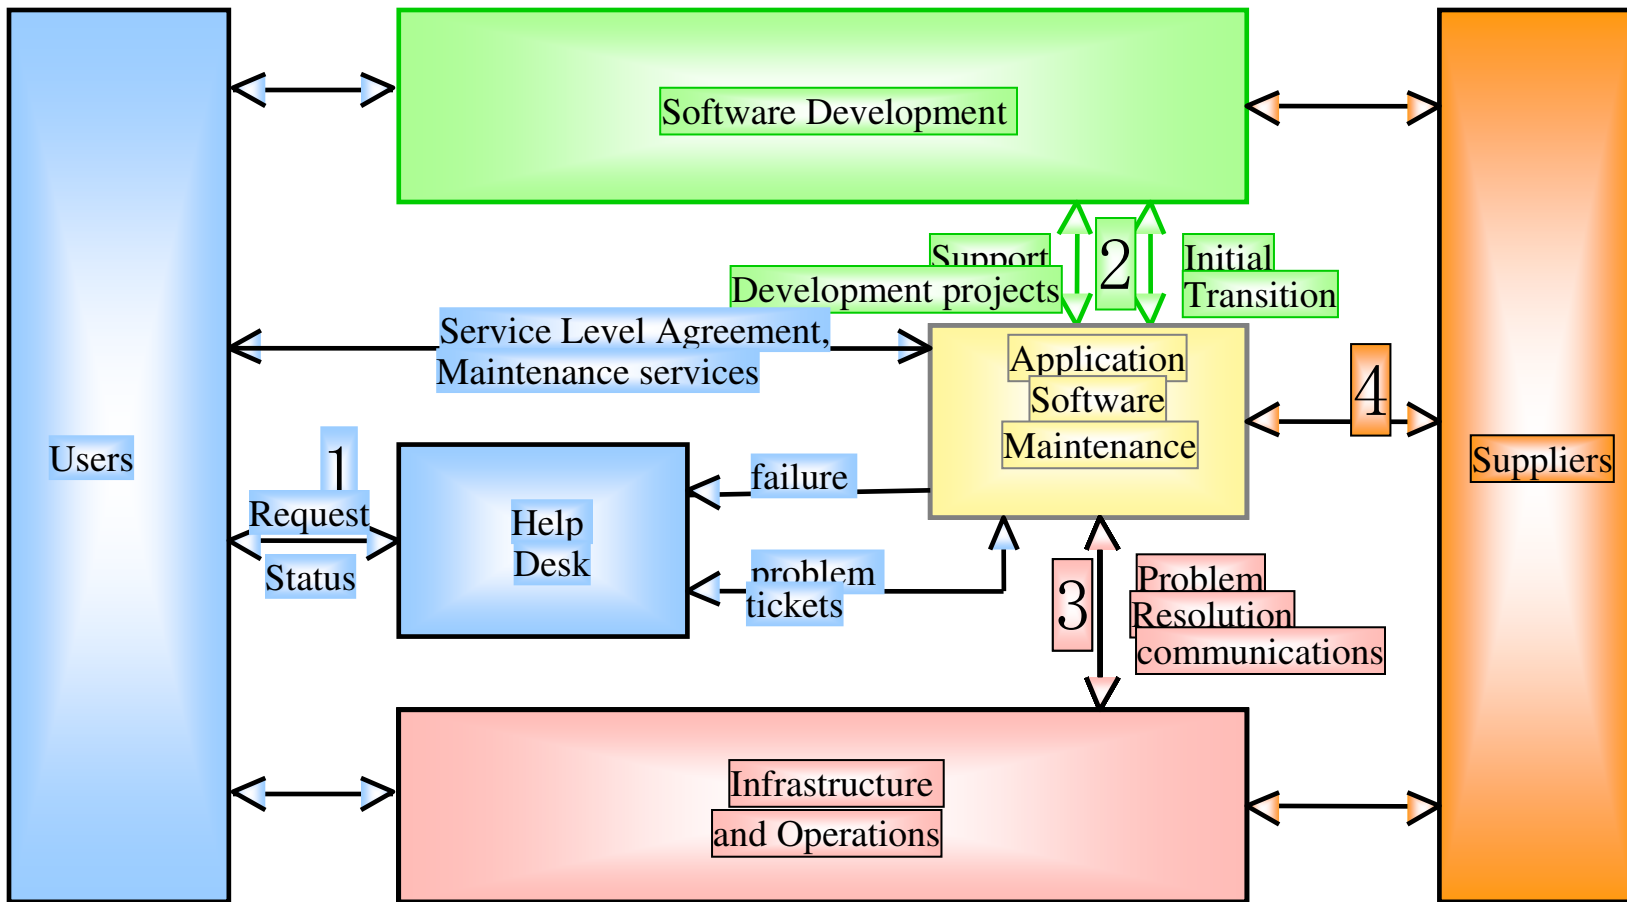 Software Development
Support
Development projects
2
Initial
Transition
Service Level Agreement,
Maintenance services
Application
Software
Maintenance
4
Users
Suppliers
1
Request
Status
Help
Desk
failure
problem
tickets
3
Problem
Resolution
communications
Infrastructure
and Operations